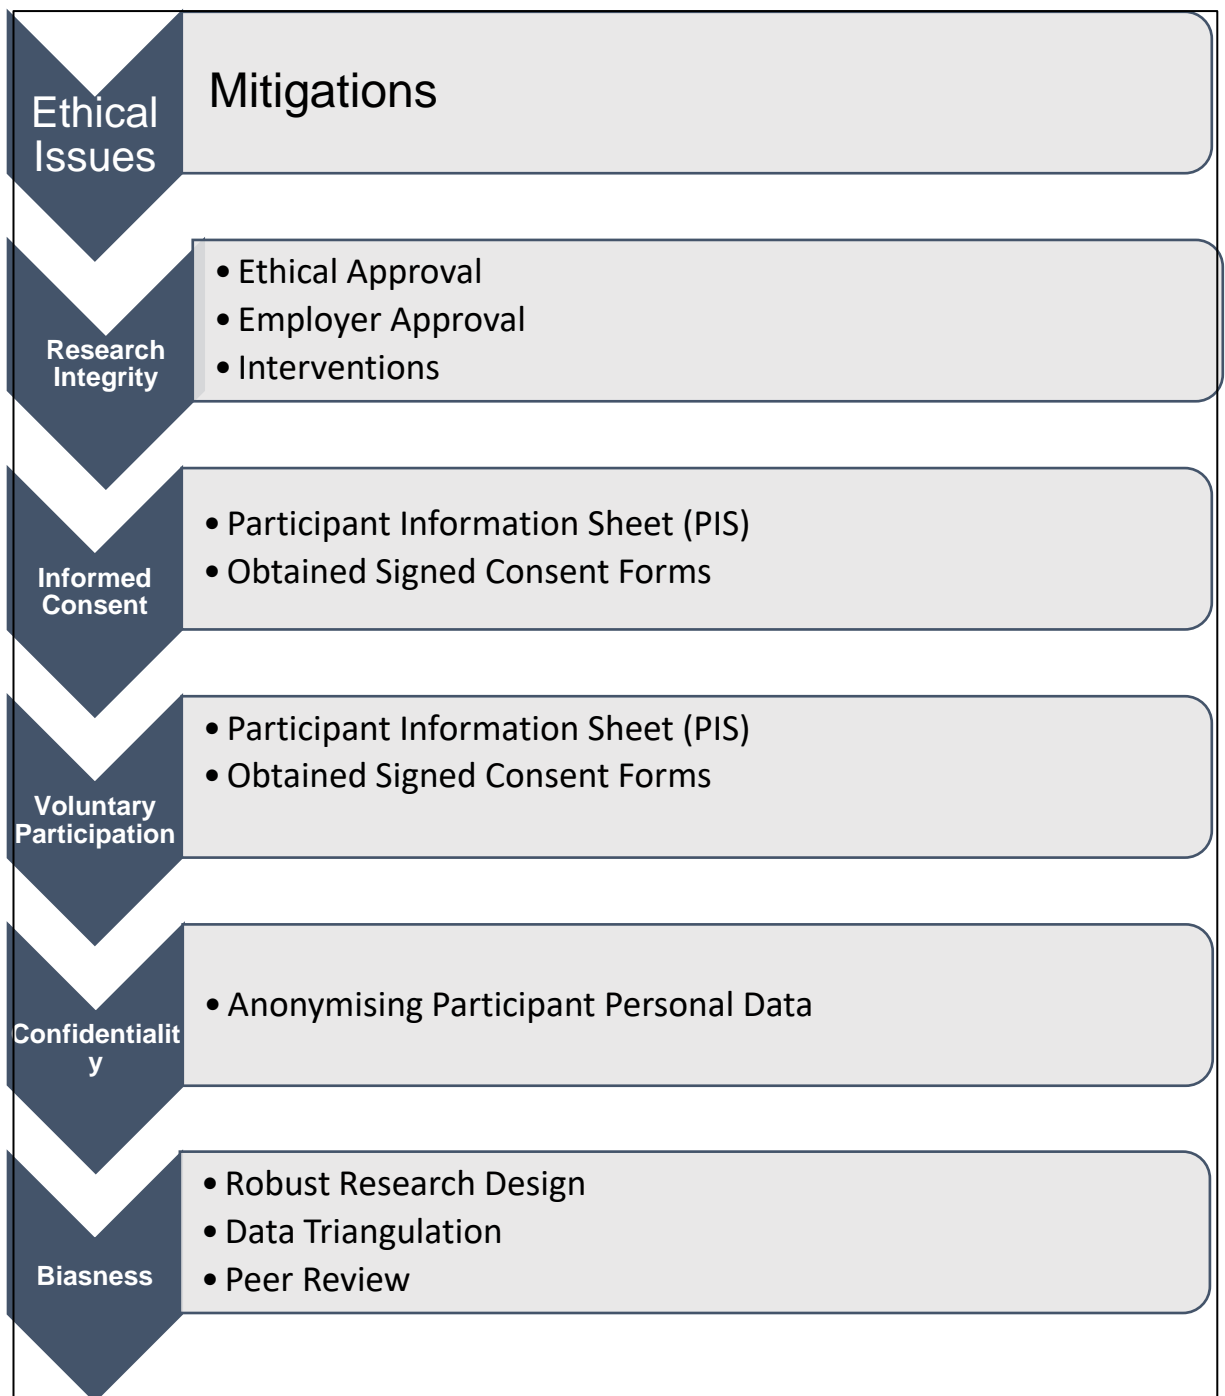 Ethical
Issues
Mitigations
Research
Integrity
• Ethical Approval
• Employer Approval
• Interventions
Informed
Consent
• Participant Information Sheet (PIS)
• Obtained Signed Consent Forms
Voluntary
Participation
• Participant Information Sheet (PIS)
• Obtained Signed Consent Forms
Confidentialit
y
• Anonymising Participant Personal Data
Biasness
• Robust Research Design
• Data Triangulation
• Peer Review